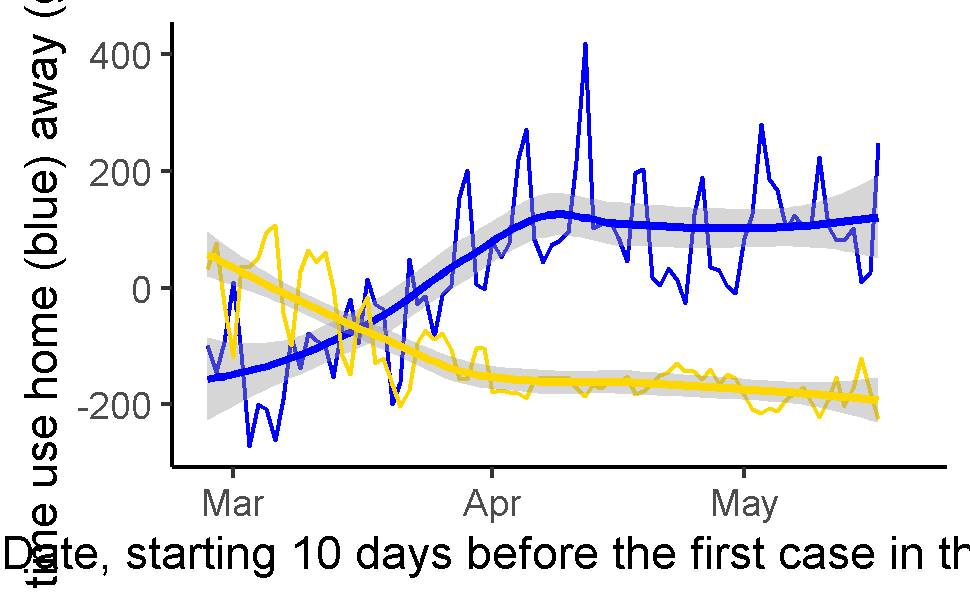 time use home (blue) away (
400
200
0
-200
Mar Apr May
Date, starting 10 days before the first case in th